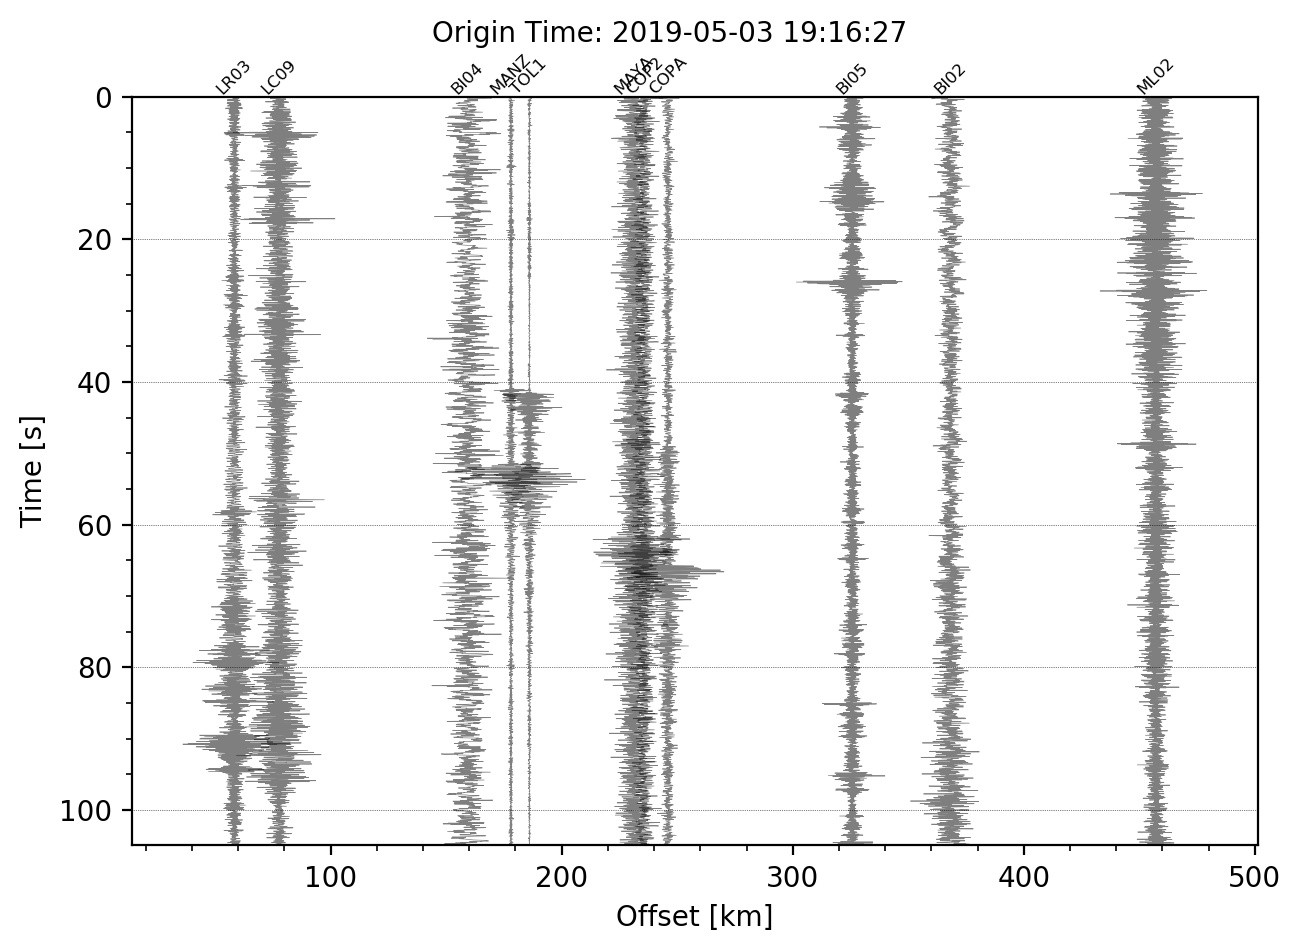 Origin Time: 2019-05-03 19:16:27
LR03 LC09 BI04 MANZ TOL1 MAYA COP2 COPA BI05 BI02 ML02
0
20
40
60
80
100
Time [s]
100 200 300 400 500
Offset [km]